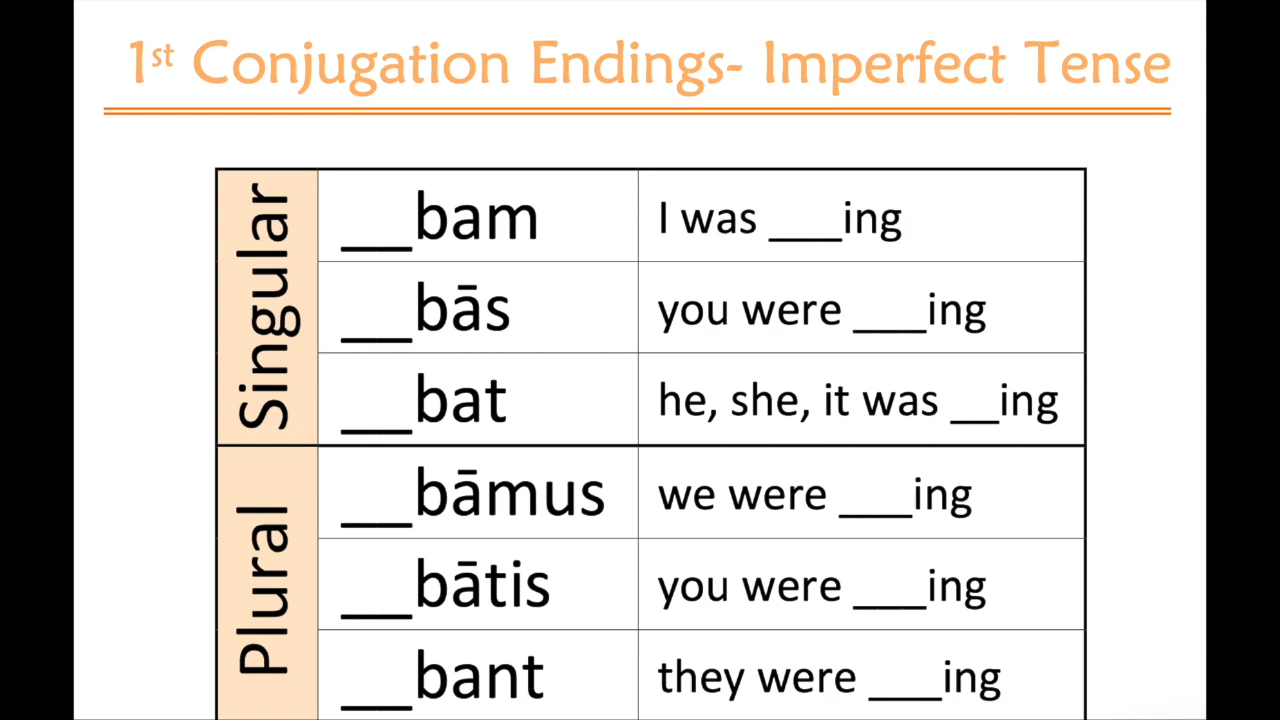 1st Conjugation Endings- Imperfect Tense
Singular
__bam I was ___ing
__bās you were ___ing
__bat he, she, it was __ing
Plural
__bāmus we were ___ing
__bātis you were ___ing
__bant they were ___ing